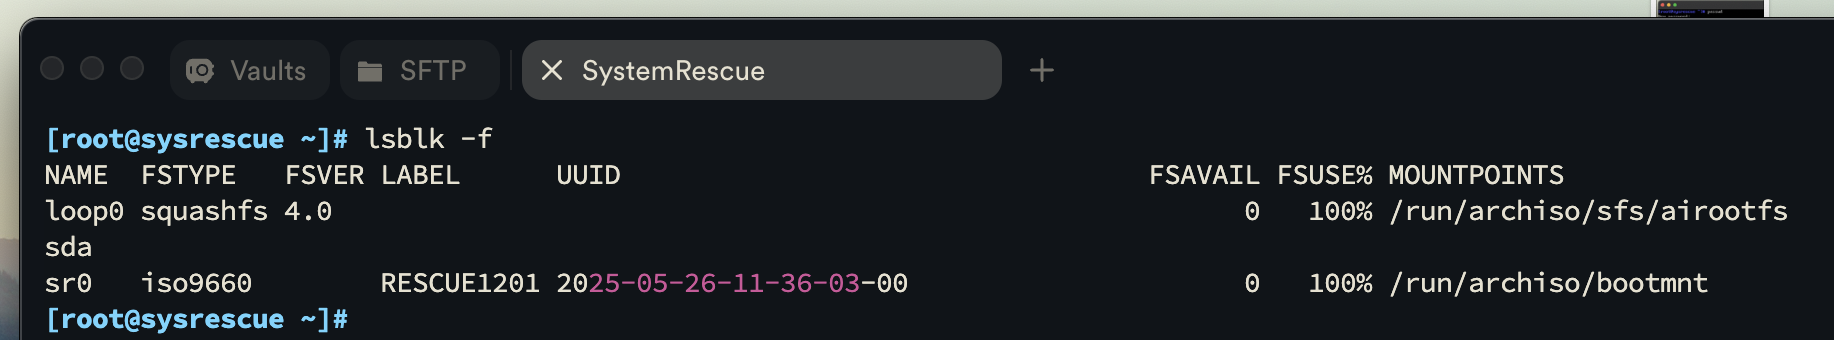 Vaults SFTP SystemRescue
[root@sysrescue ~]# lsblk -f
NAME  FSTYPE   FSVER LABEL      UUID                                 FSAVAIL FSUSE% MOUNTPOINTS
loop0 squashfs 4.0                                                         0   100% /run/archiso/sfs/airootfs
sda
sr0   iso9660        RESCUE1201 2025-05-26-11-36-03-00                     0   100% /run/archiso/bootmnt
[root@sysrescue ~]#